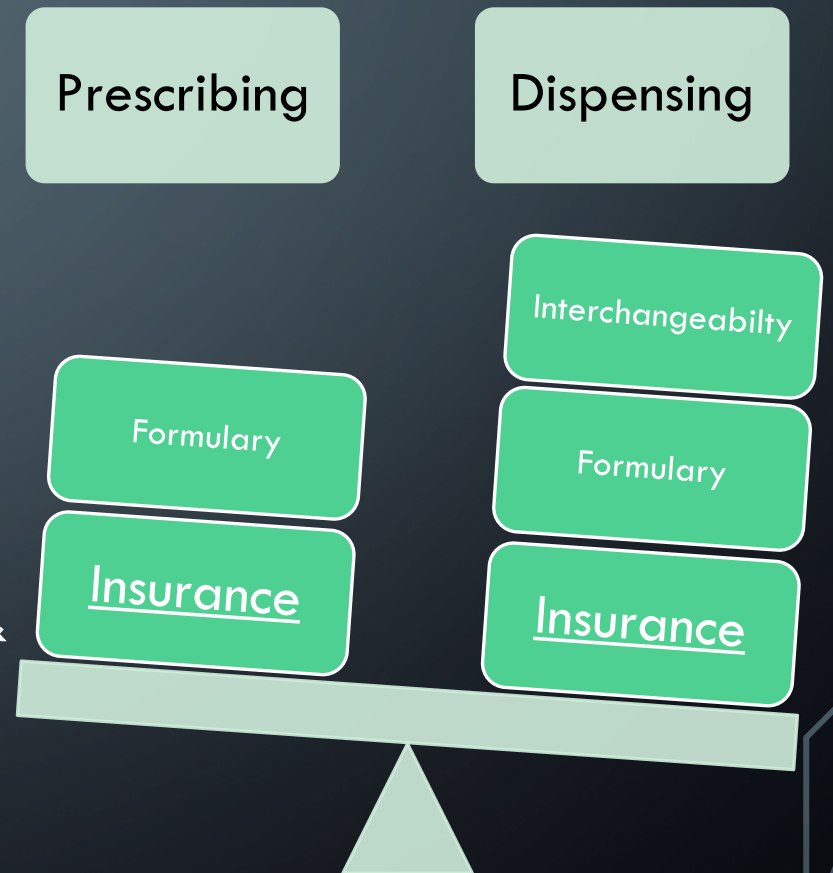 Prescribing
Dispensing
Interchangeabilty
Formulary
Formulary
Insurance
Insurance